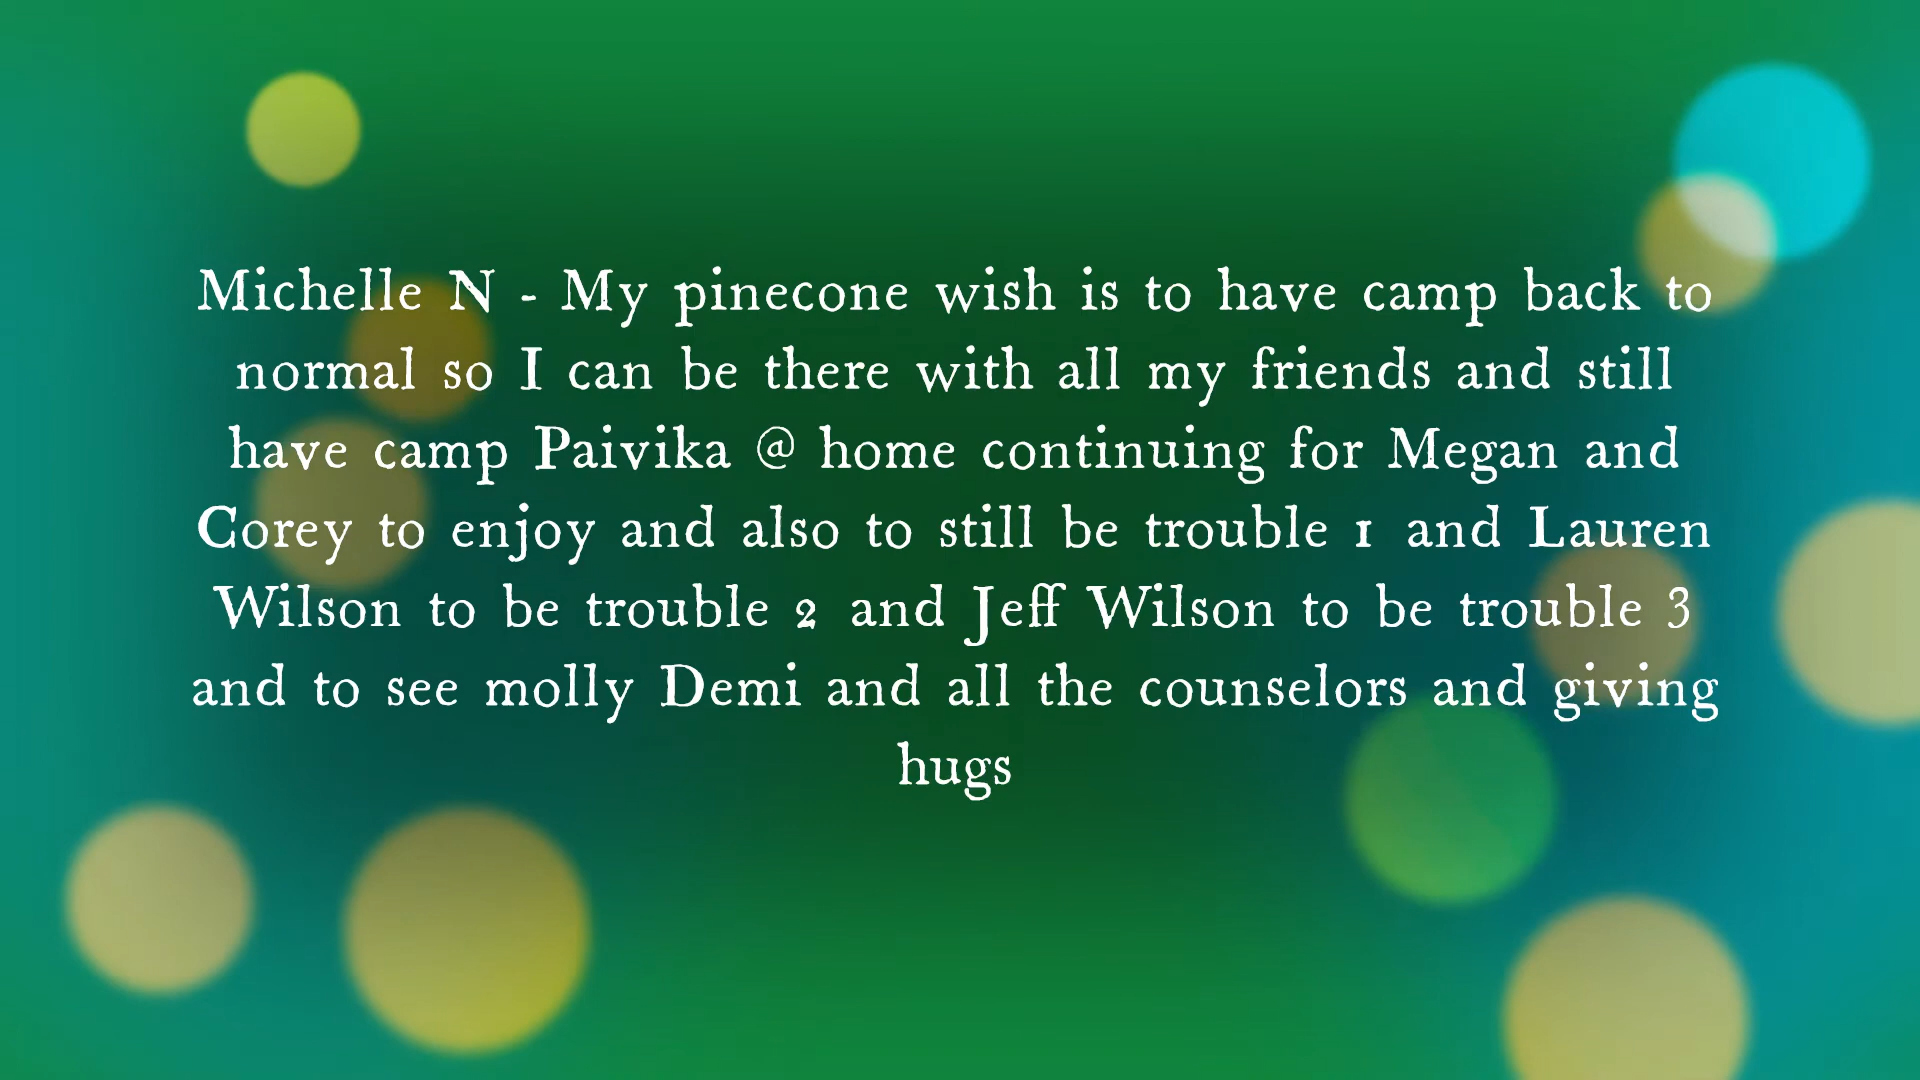 Michelle N - My pinecone wish is to have camp back to
normal so I can be there with all my friends and still
have camp Paivika @ home continuing for Megan and
Corey to enjoy and also to still be trouble 1 and Lauren
Wilson to be trouble 2 and Jeff Wilson to be trouble 3
and to see molly Demi and all the counselors and giving
hugs